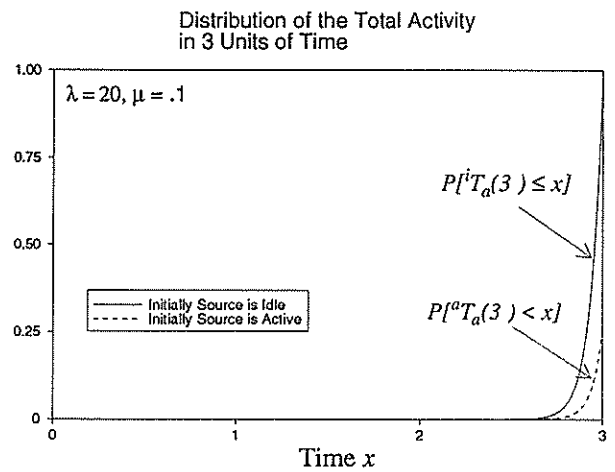 Distribution of the Total Activity
in 3 Units of Time
1.00
λ = 20, μ = .1
0.75
P[ⁱTₐ(3 ) ≤ x]
0.50
Initially Source is Idle
Initially Source is Active
P[ᵃTₐ(3 ) < x]
0.25
0
0
1
2
3
Time x